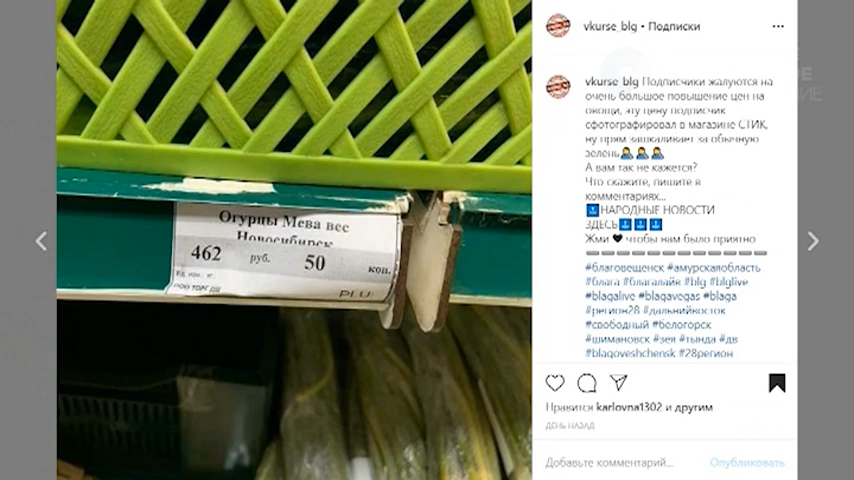 Огурцы Мева вес
Новосибирск
462 руб. 50 коп.
PLU:
vkurse_blg • Подписки
vkurse_blg Подписчики жалуются на
очень большое повышение цен на
овощи, эту цену подписчик
сфотографировал в магазине СТИК,
ну прям зашкаливает за обычную
зелень
А вам так не кажется?
Что скажите, пишите в
комментариях...
НАРОДНЫЕ НОВОСТИ
ЗДЕСЬ
Жми 🖤 чтобы нам было приятно
#благовещенск #амурскаяобласть
#блага #благалайв #blg #blglive
#blagalive #blagavegas #blaga
#регион28 #дальнийвосток
#свободный #белогорск
#шимановск #зея #тында #дв
#blagoveshchensk #28регион
Нравится karlovna1302 и другим
ДЕНЬ НАЗАД
Добавьте комментарий... Опубликовать